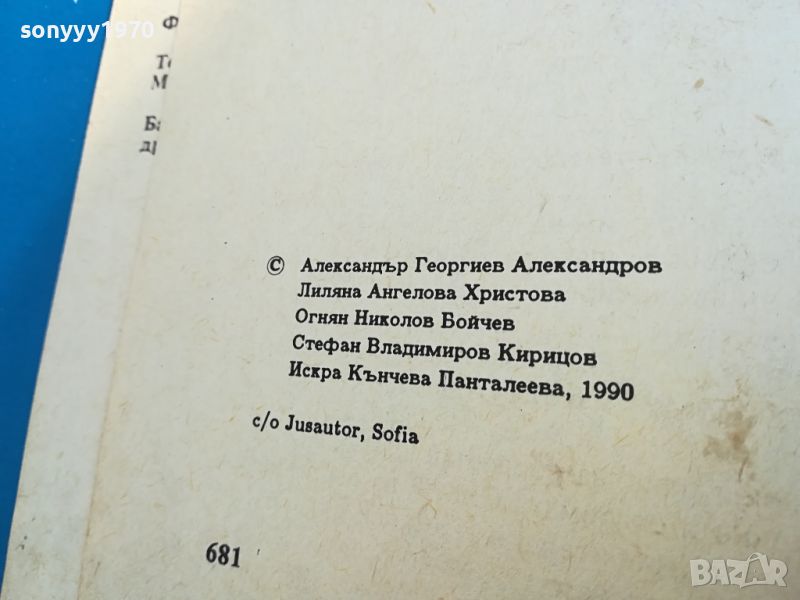 sonyyy1970
© Александър Георгиев Александров
Лиляна Ангелова Христова
Огнян Николов Бойчев
Стефан Владимиров Кирицов
Искра Кънчева Панталеева, 1990
c/o Jusautor, Sofia
681
BAZAR